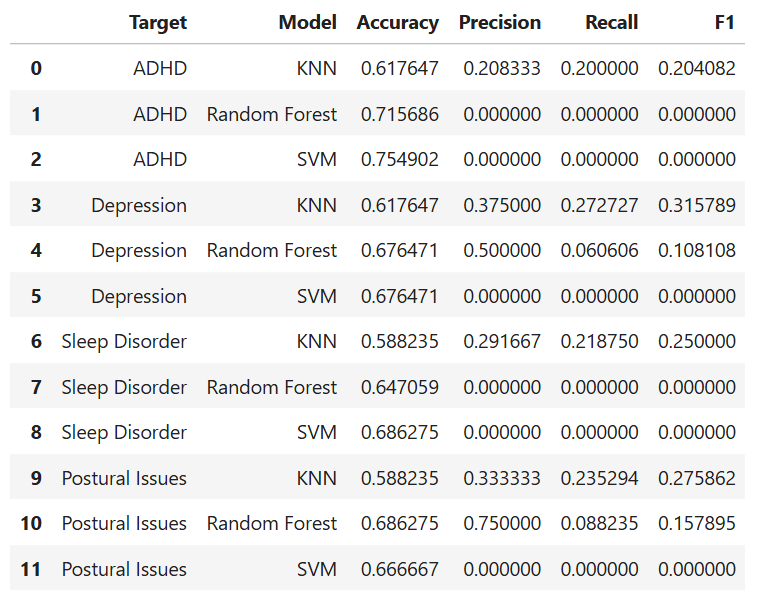 Target Model Accuracy Precision Recall F1
0 ADHD KNN 0.617647 0.208333 0.200000 0.204082
1 ADHD Random Forest 0.715686 0.000000 0.000000 0.000000
2 ADHD SVM 0.754902 0.000000 0.000000 0.000000
3 Depression KNN 0.617647 0.375000 0.272727 0.315789
4 Depression Random Forest 0.676471 0.500000 0.060606 0.108108
5 Depression SVM 0.676471 0.000000 0.000000 0.000000
6 Sleep Disorder KNN 0.588235 0.291667 0.218750 0.250000
7 Sleep Disorder Random Forest 0.647059 0.000000 0.000000 0.000000
8 Sleep Disorder SVM 0.686275 0.000000 0.000000 0.000000
9 Postural Issues KNN 0.588235 0.333333 0.235294 0.275862
10 Postural Issues Random Forest 0.686275 0.750000 0.088235 0.157895
11 Postural Issues SVM 0.666667 0.000000 0.000000 0.000000